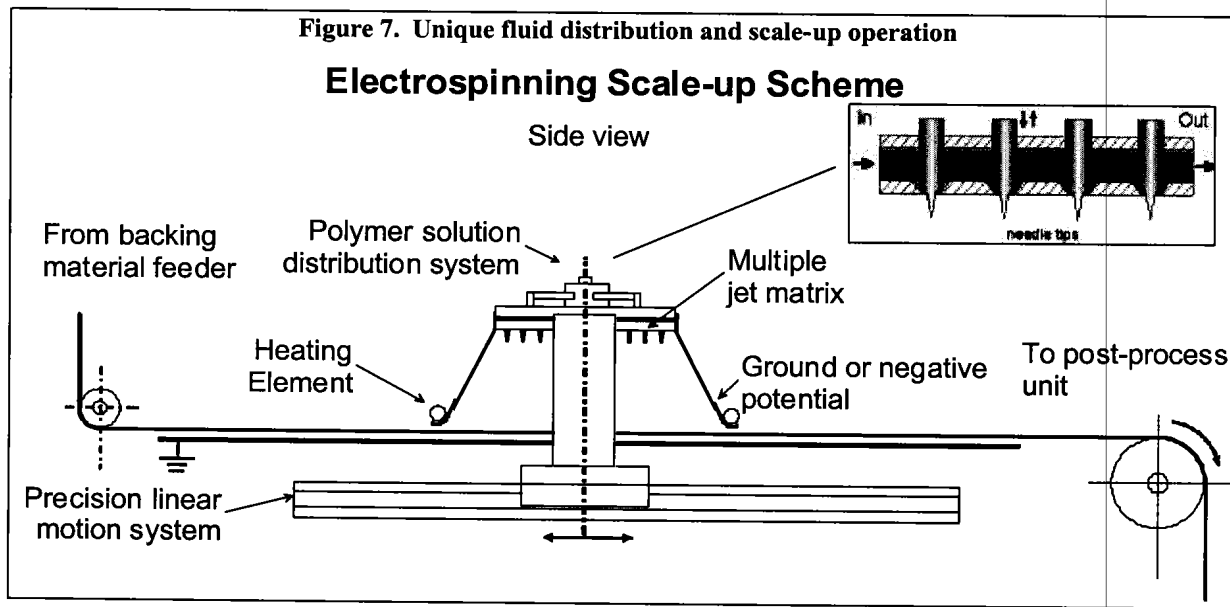 Figure 7. Unique fluid distribution and scale-up operation
Electrospinning Scale-up Scheme
Side view
In
Out
needle tips
From backing
material feeder
Polymer solution
distribution system
Multiple
jet matrix
Heating
Element
Ground or negative
potential
To post-process
unit
Precision linear
motion system